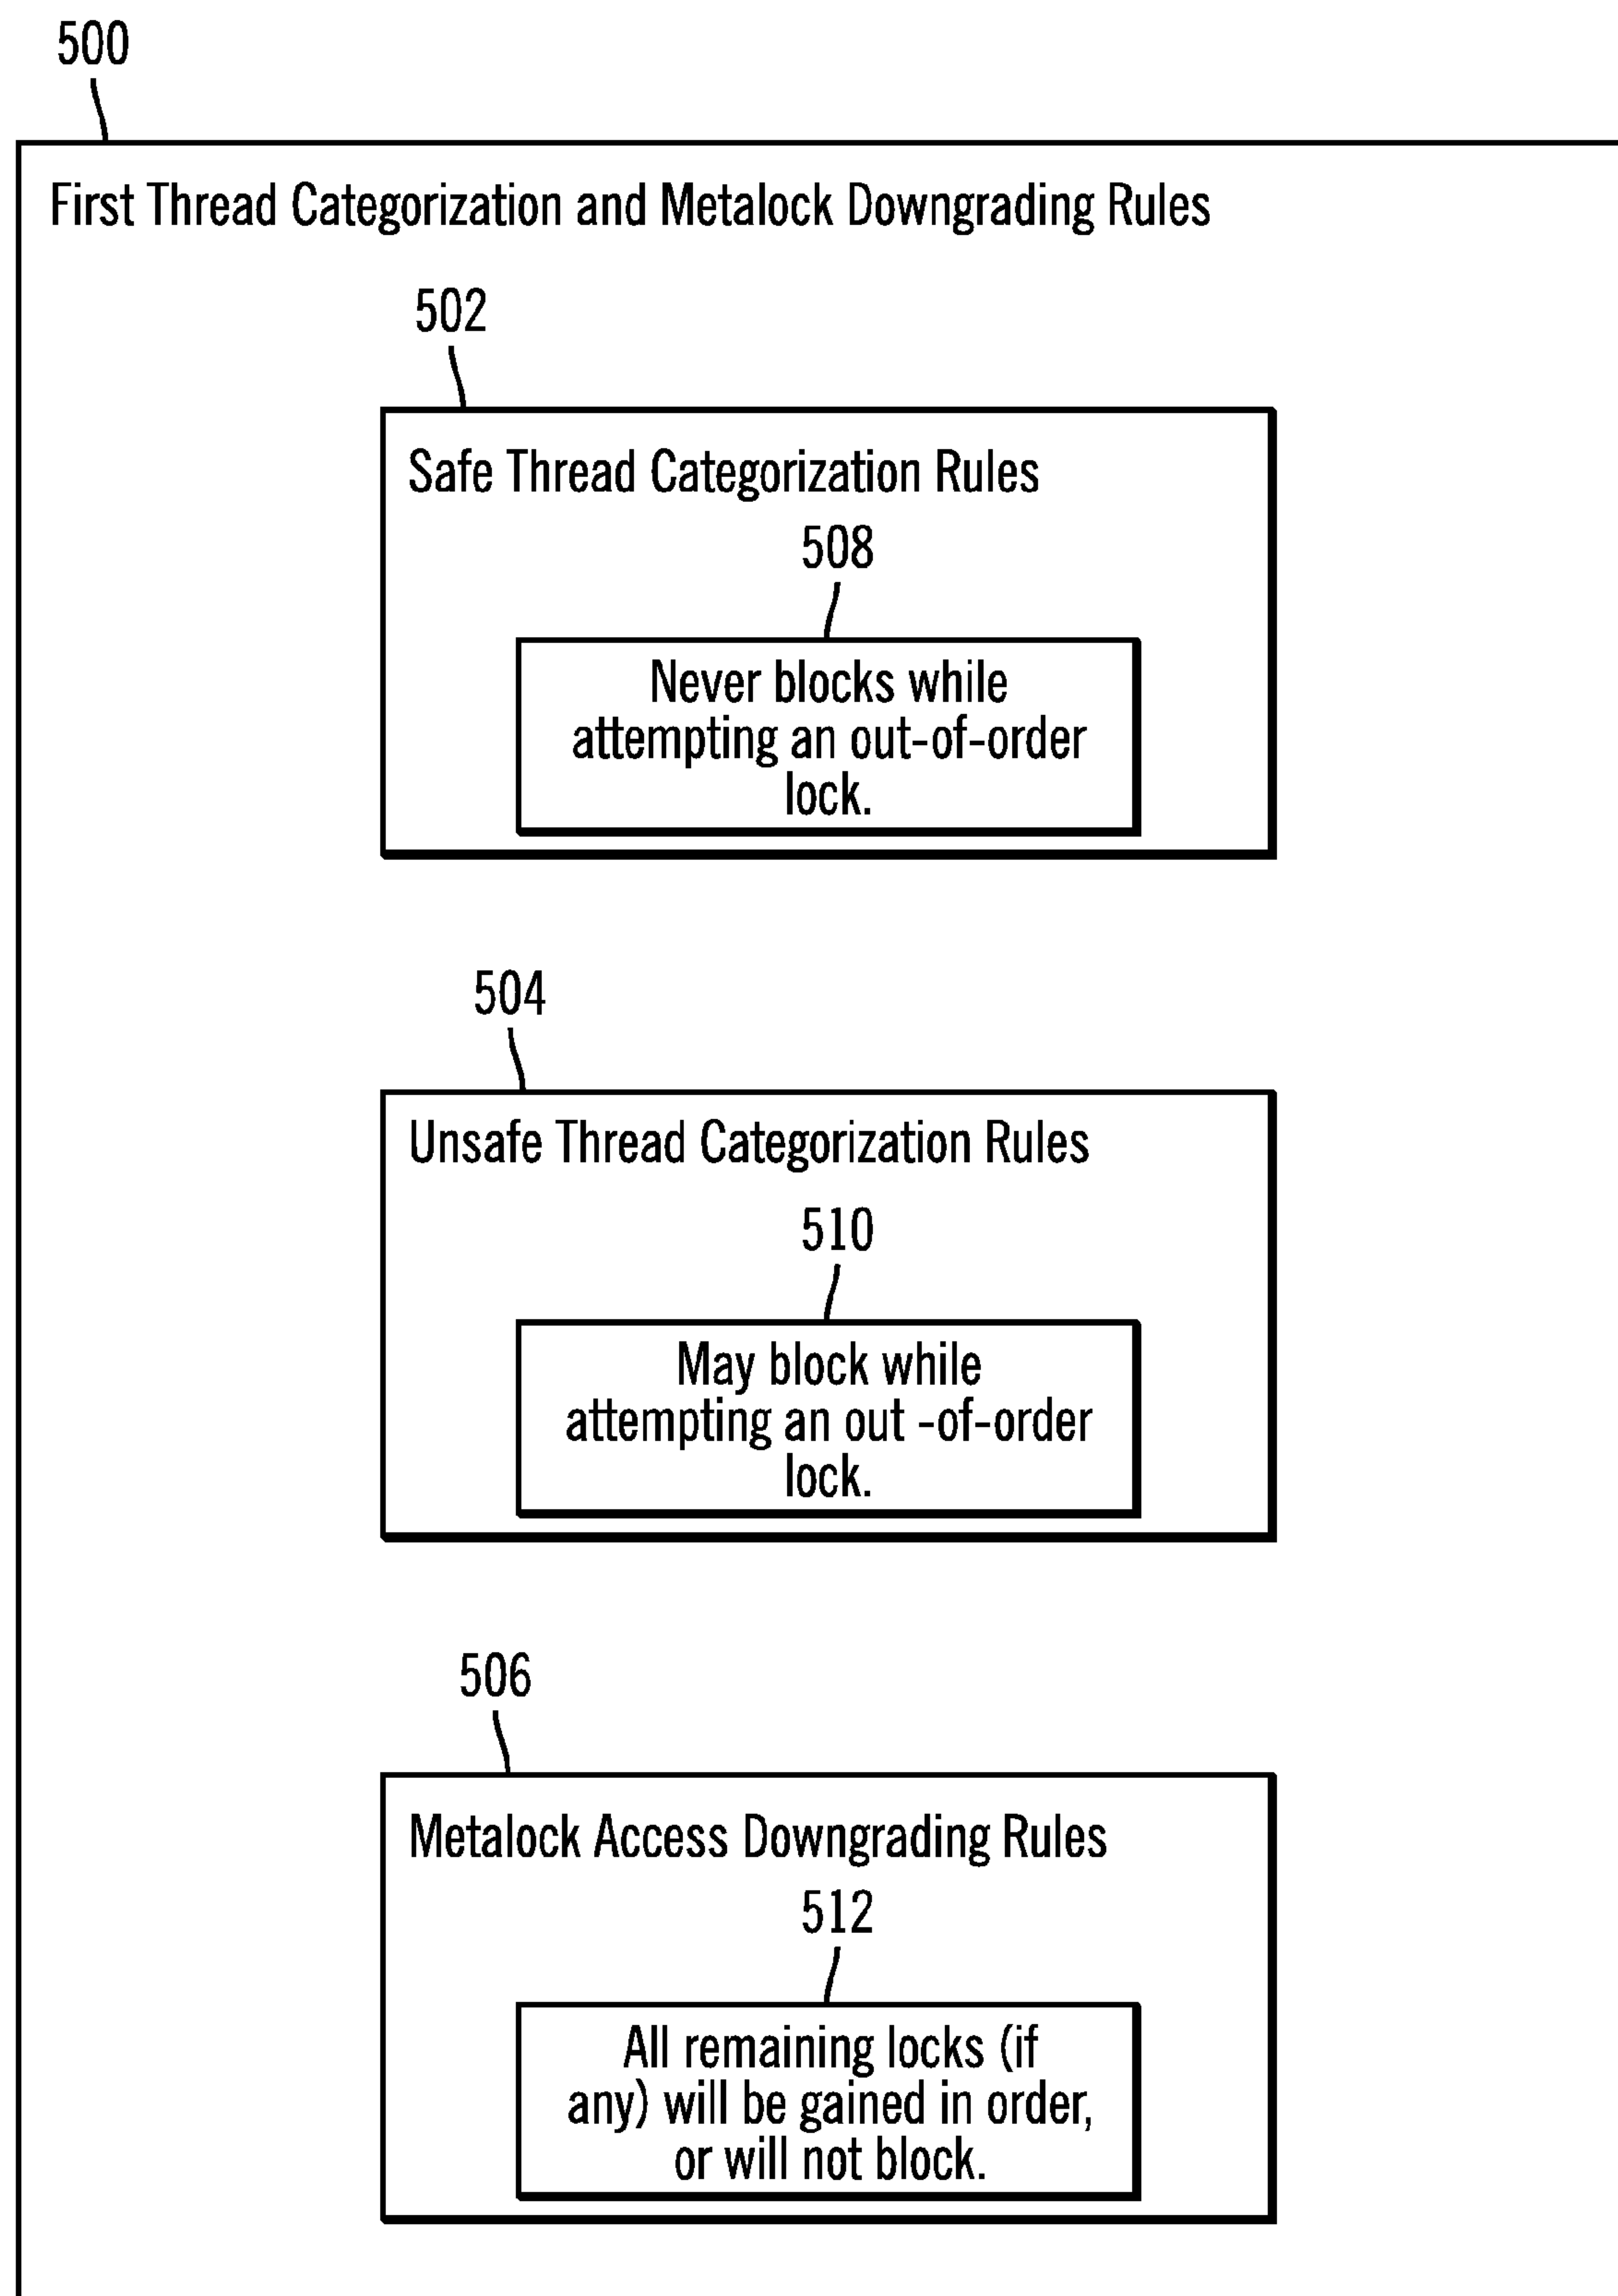 500
First Thread Categorization and Metalock Downgrading Rules
502
Safe Thread Categorization Rules
508
Never blocks while
attempting an out-of-order
lock.
504
Unsafe Thread Categorization Rules
510
May block while
attempting an out -of-order
lock.
506
Metalock Access Downgrading Rules
512
All remaining locks (if
any) will be gained in order,
or will not block.